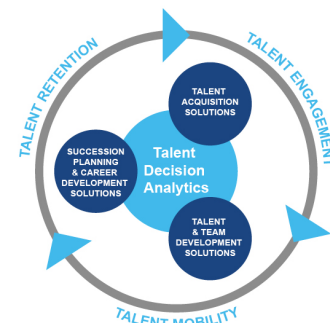 TALENT RETENTION
TALENT ENGAGEMENT
TALENT
ACQUISITION
SOLUTIONS
SUCCESSION
PLANNING
& CAREER
DEVELOPMENT
SOLUTIONS
Talent
Decision
Analytics
TALENT
& TEAM
DEVELOPMENT
SOLUTIONS
TALENT MOBILITY